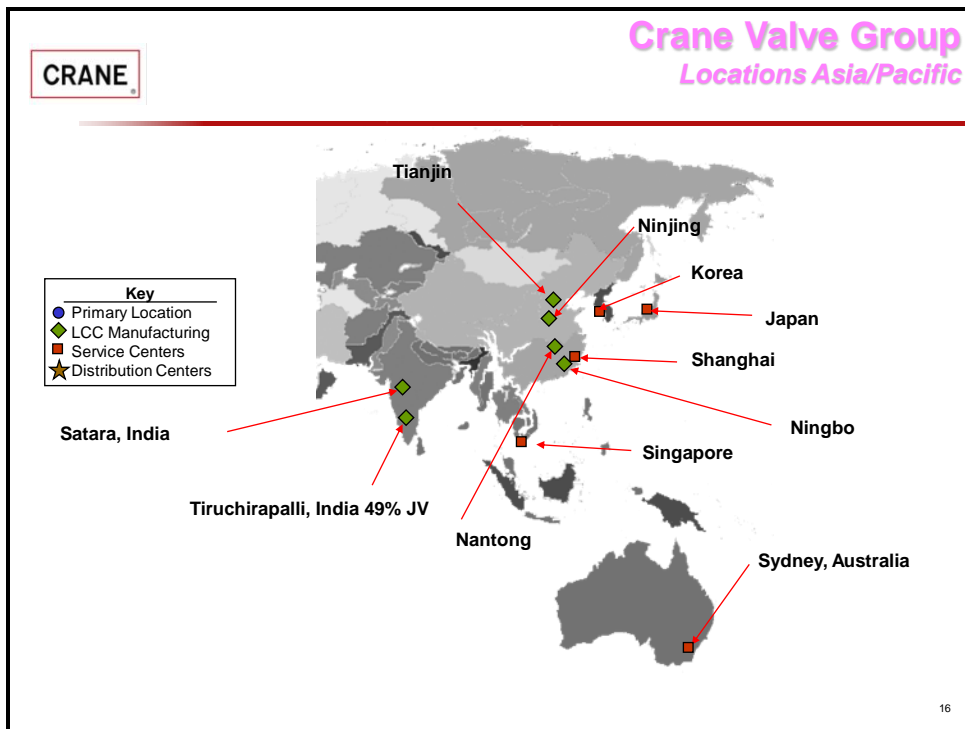 Crane Valve Group
Locations Asia/Pacific
CRANE®
Tianjin
Ninjing
Korea
Japan
Shanghai
Ningbo
Singapore
Key
Primary Location
LCC Manufacturing
Service Centers
Distribution Centers
Satara, India
Tiruchirapalli, India 49% JV
Nantong
Sydney, Australia
16